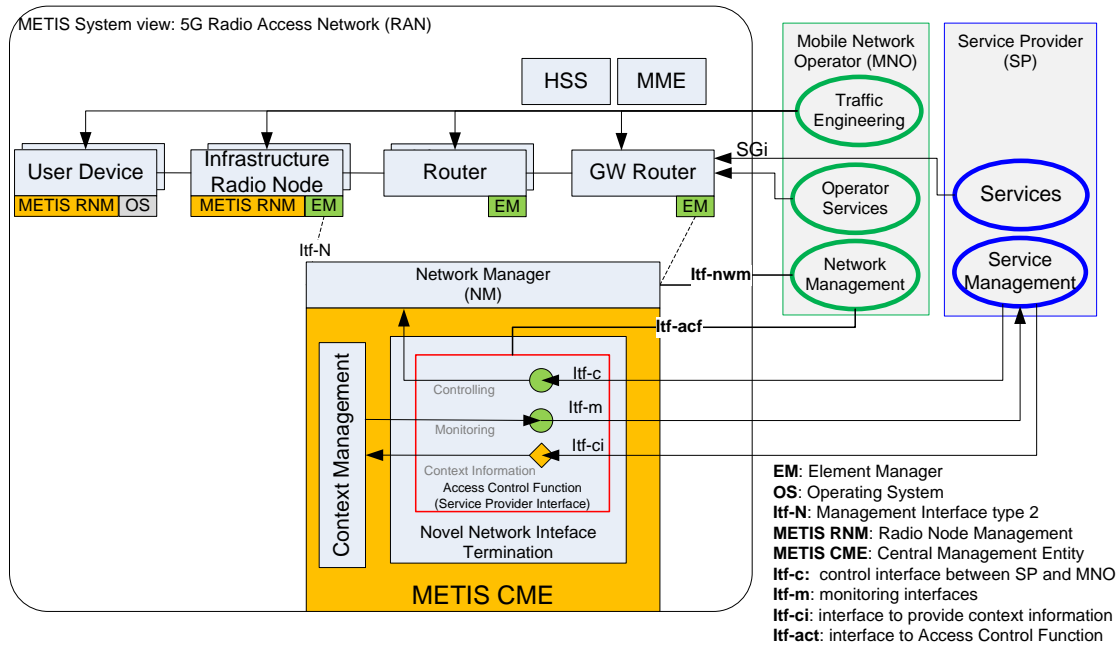 METIS System view: 5G Radio Access Network (RAN)
Mobile Network
Operator (MNO)
Service Provider
(SP)
HSS
MME
Traffic
Engineering
SGi
User Device
Infrastructure
Radio Node
Router
GW Router
METIS RNM
OS
METIS RNM
EM
EM
EM
Operator
Services
Services
Itf-N
Network Manager
(NM)
Itf-nwm
Network
Management
Service
Management
Itf-acf
Context Management
Itf-c
Controlling
Itf-m
Monitoring
Itf-ci
Context Information
Access Control Function
(Service Provider Interface)
Novel Network Inteface
Termination
METIS CME
EM: Element Manager
OS: Operating System
Itf-N: Management Interface type 2
METIS RNM: Radio Node Management
METIS CME: Central Management Entity
Itf-c: control interface between SP and MNO
Itf-m: monitoring interfaces
Itf-ci: interface to provide context information
Itf-act: interface to Access Control Function